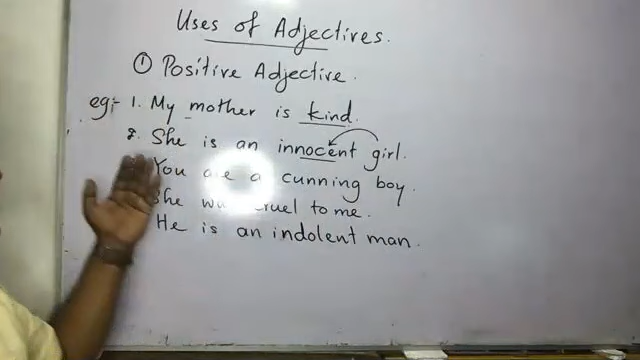 Uses of Adjectives.
① Positive Adjective.
eg:- 1. My mother is kind.
2. She is an innocent girl.
You are a cunning boy.
She was cruel to me.
He is an indolent man.